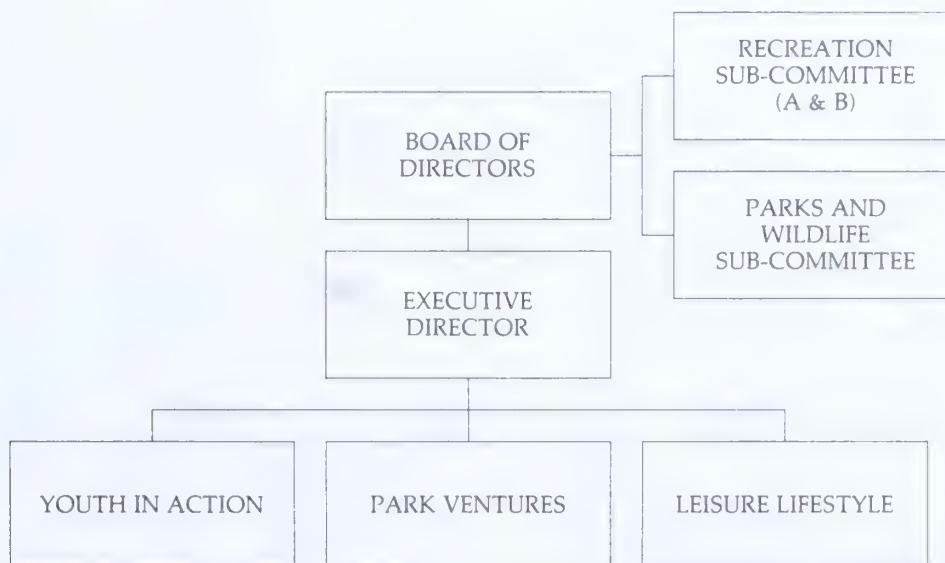 RECREATION
SUB-COMMITTEE
(A & B)
BOARD OF
DIRECTORS
PARKS AND
WILDLIFE
SUB-COMMITTEE
EXECUTIVE
DIRECTOR
YOUTH IN ACTION
PARK VENTURES
LEISURE LIFESTYLE